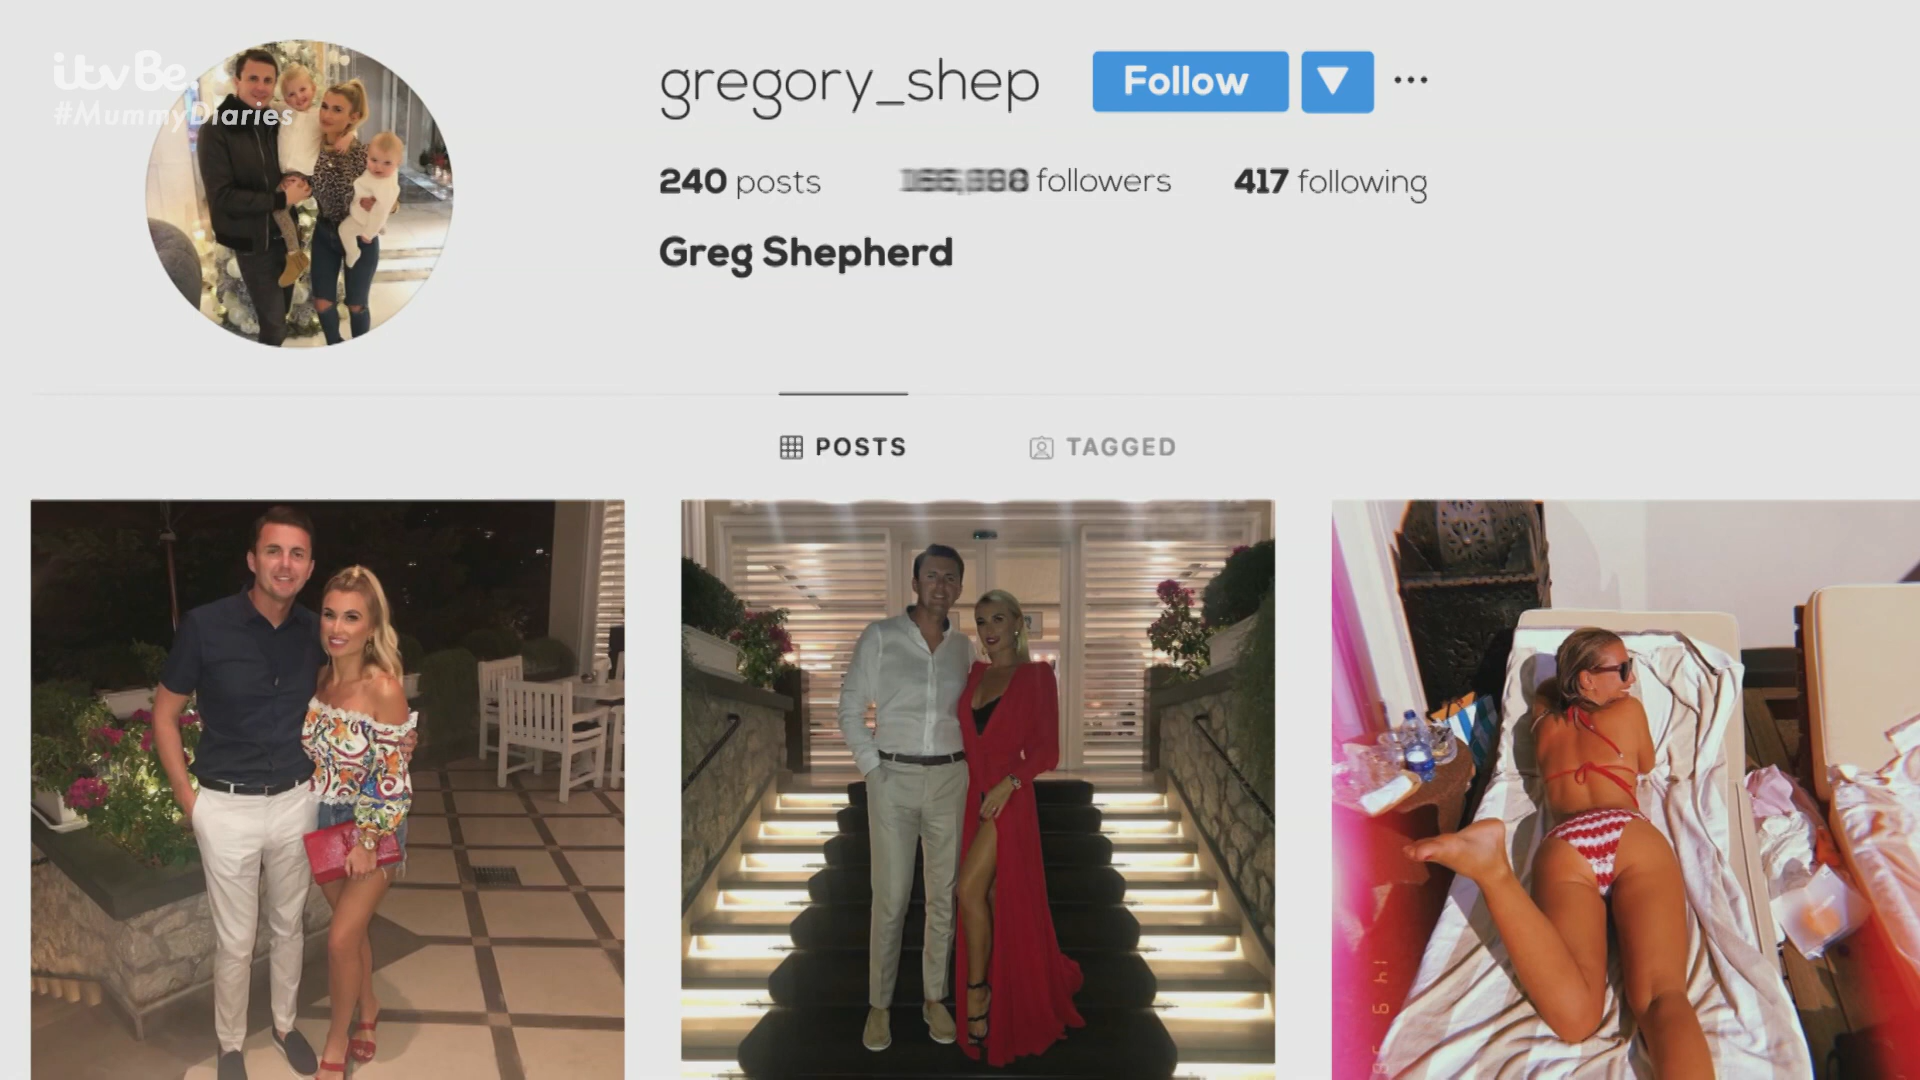 itvBe
#MummyDiaries
gregory_shep
Follow
240 posts
followers
417 following
Greg Shepherd
POSTS
TAGGED